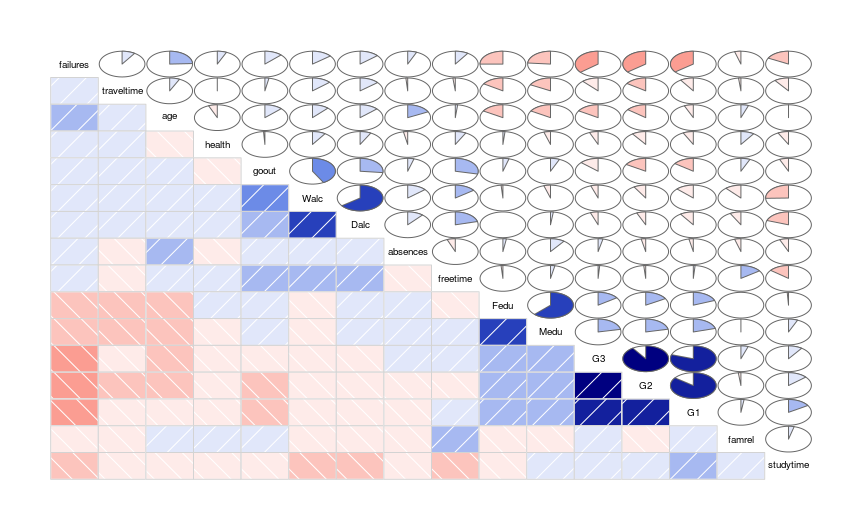 failures
traveltime
age
health
goout
Walc
Dalc
absences
freetime
Fedu
Medu
G3
G2
G1
famrel
studytime